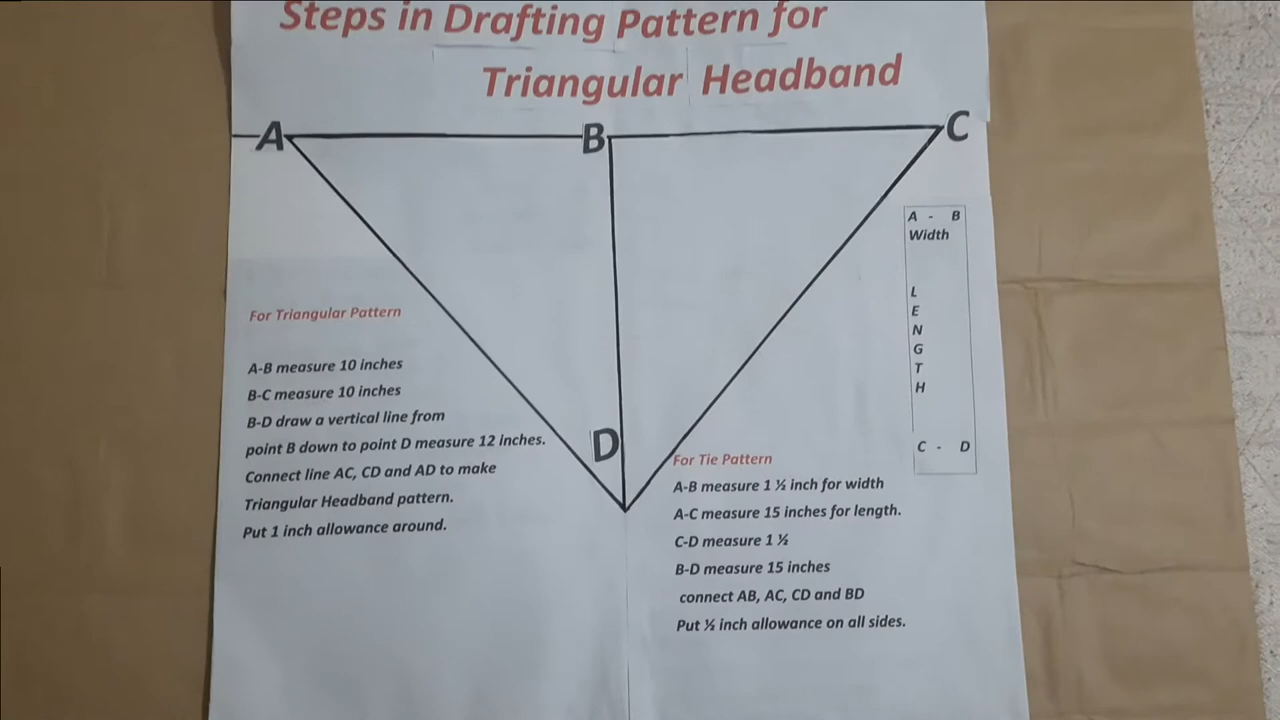 Steps in Drafting Pattern for
Triangular Headband
A
B
C
D
A - B
Width
L
E
N
G
T
H
C - D
For Triangular Pattern
A-B measure 10 inches
B-C measure 10 inches
B-D draw a vertical line from
point B down to point D measure 12 inches.
Connect line AC, CD and AD to make
Triangular Headband pattern.
Put 1 inch allowance around.
For Tie Pattern
A-B measure 1 ½ inch for width
A-C measure 15 inches for length.
C-D measure 1 ½
B-D measure 15 inches
connect AB, AC, CD and BD
Put ½ inch allowance on all sides.